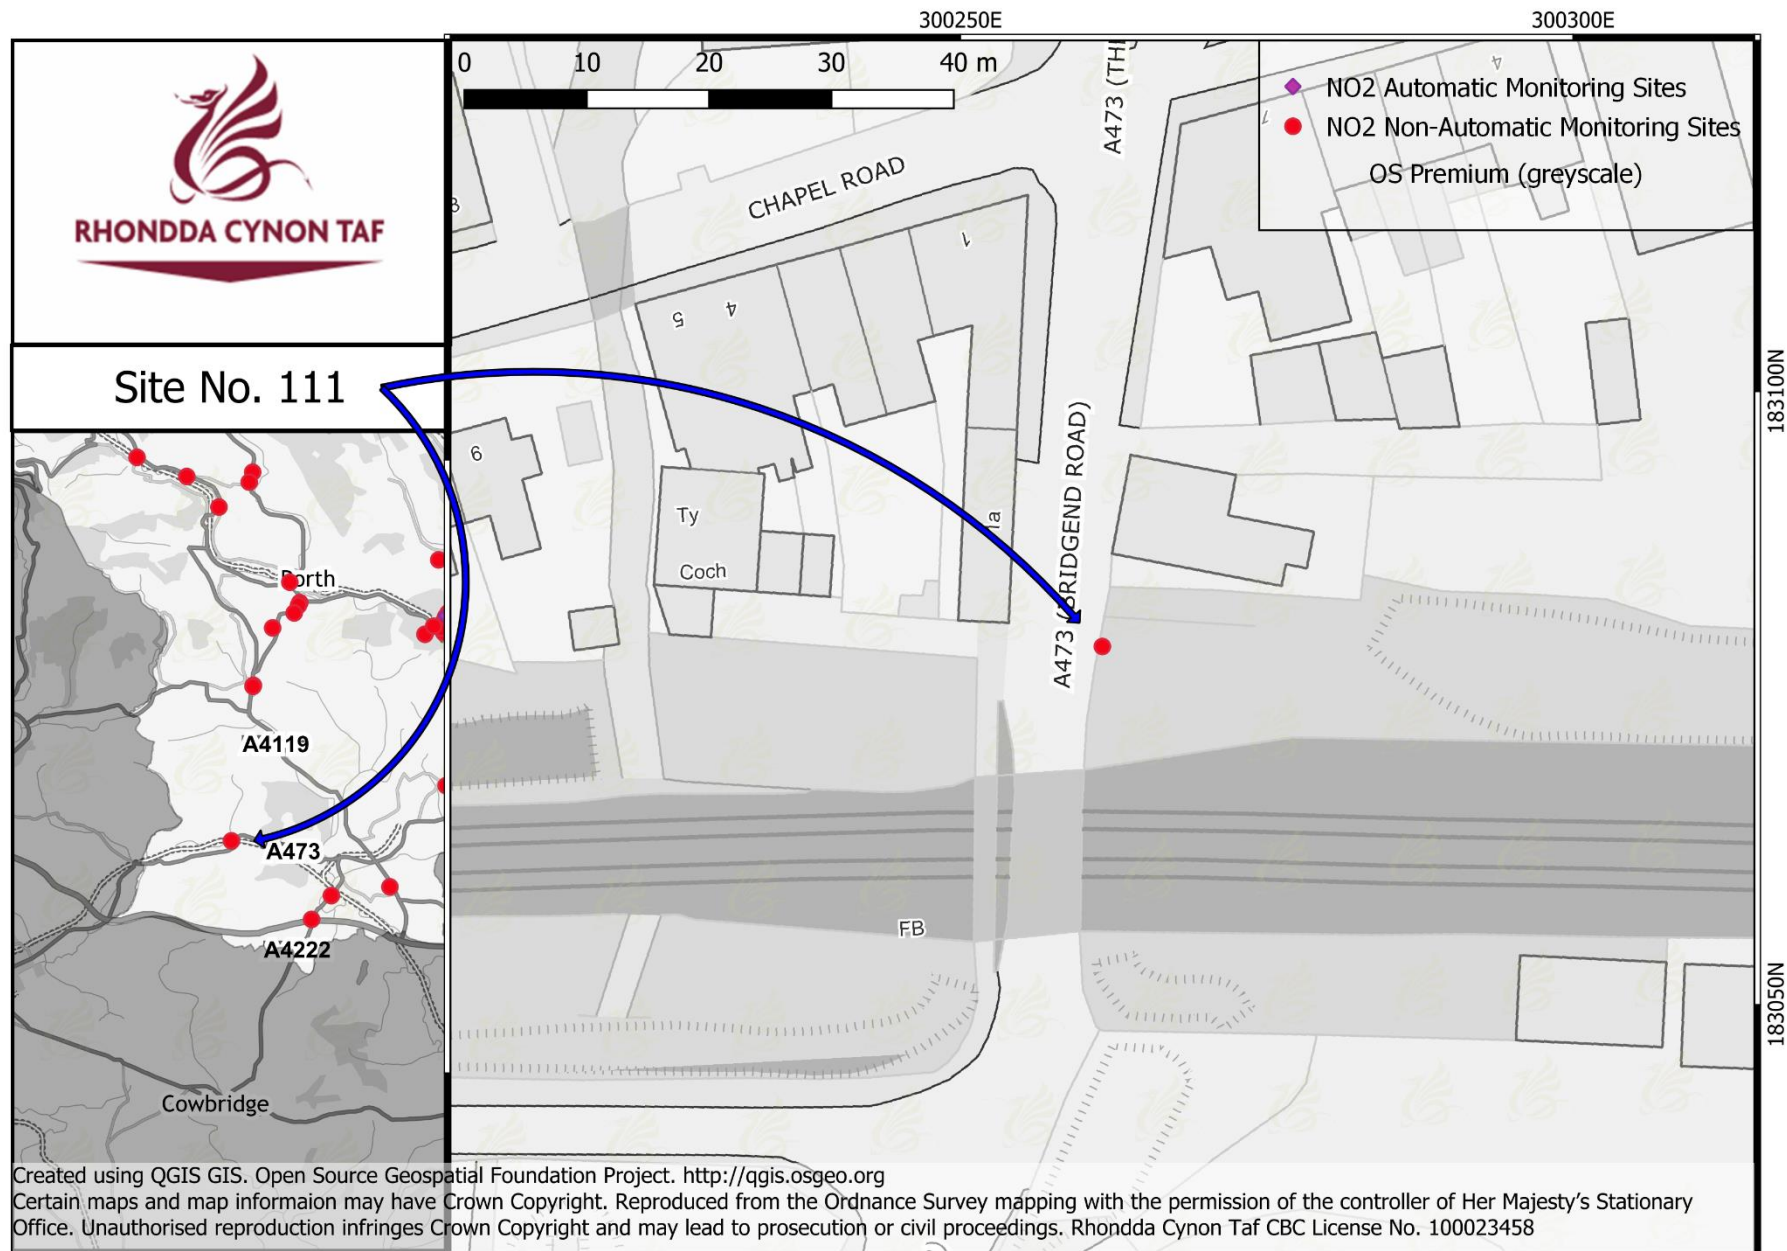 300250E
300300E
RHONDDA CYNON TAF
Site No. 111
0 10 20 30 40 m
NO2 Automatic Monitoring Sites
NO2 Non-Automatic Monitoring Sites
OS Premium (greyscale)
A473 (TH
CHAPEL ROAD
4
7
1
4
5
9
Ty
Coch
1a
A473 (BRIDGEND ROAD)
183100N
FB
183050N
Porth
A4119
A473
A4222
Cowbridge
Created using QGIS GIS. Open Source Geospatial Foundation Project. http://qgis.osgeo.org
Certain maps and map informaion may have Crown Copyright. Reproduced from the Ordnance Survey mapping with the permission of the controller of Her Majesty's Stationary
Office. Unauthorised reproduction infringes Crown Copyright and may lead to prosecution or civil proceedings. Rhondda Cynon Taf CBC License No. 100023458